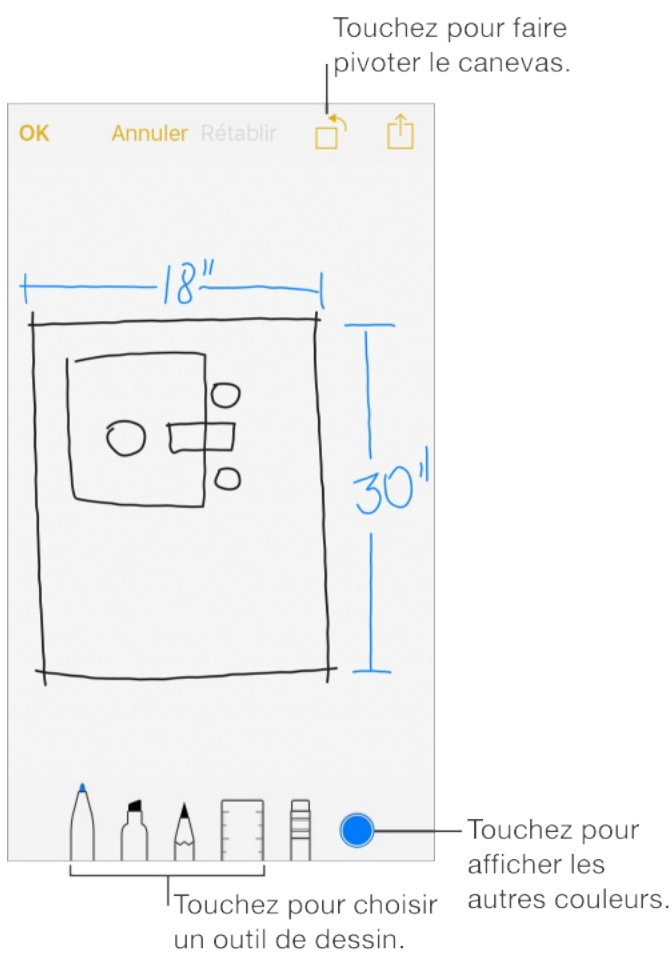 Touchez pour faire
pivoter le canevas.
OK Annuler Rétablir
18"
30"
Touchez pour
afficher les
autres couleurs.
Touchez pour choisir
un outil de dessin.